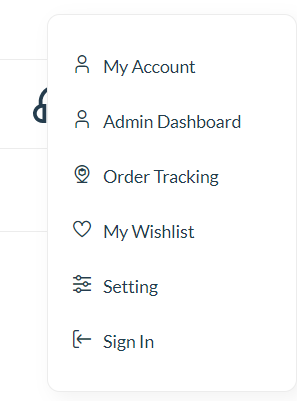 My Account
Admin Dashboard
Order Tracking
My Wishlist
Setting
Sign In